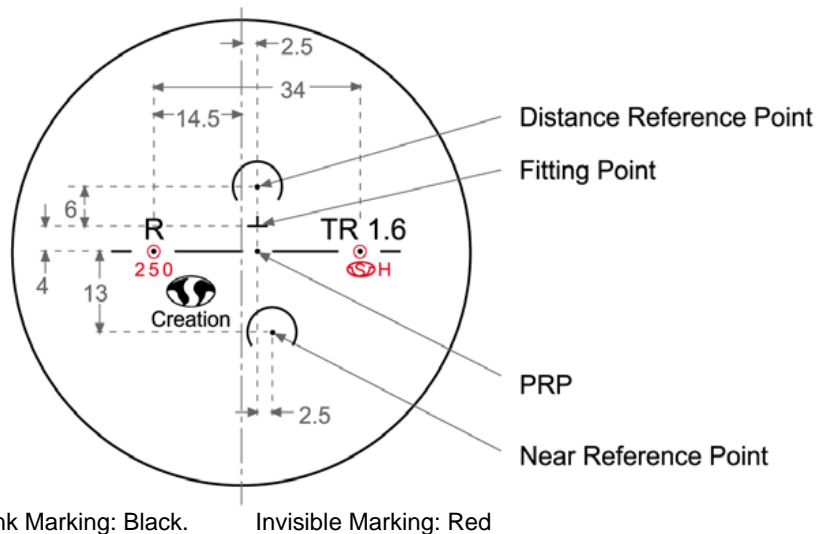 2.5
34
14.5
Distance Reference Point
Fitting Point
6
R
TR 1.6
250
H
4
13
Creation
PRP
2.5
Near Reference Point
nk Marking: Black.
Invisible Marking: Red